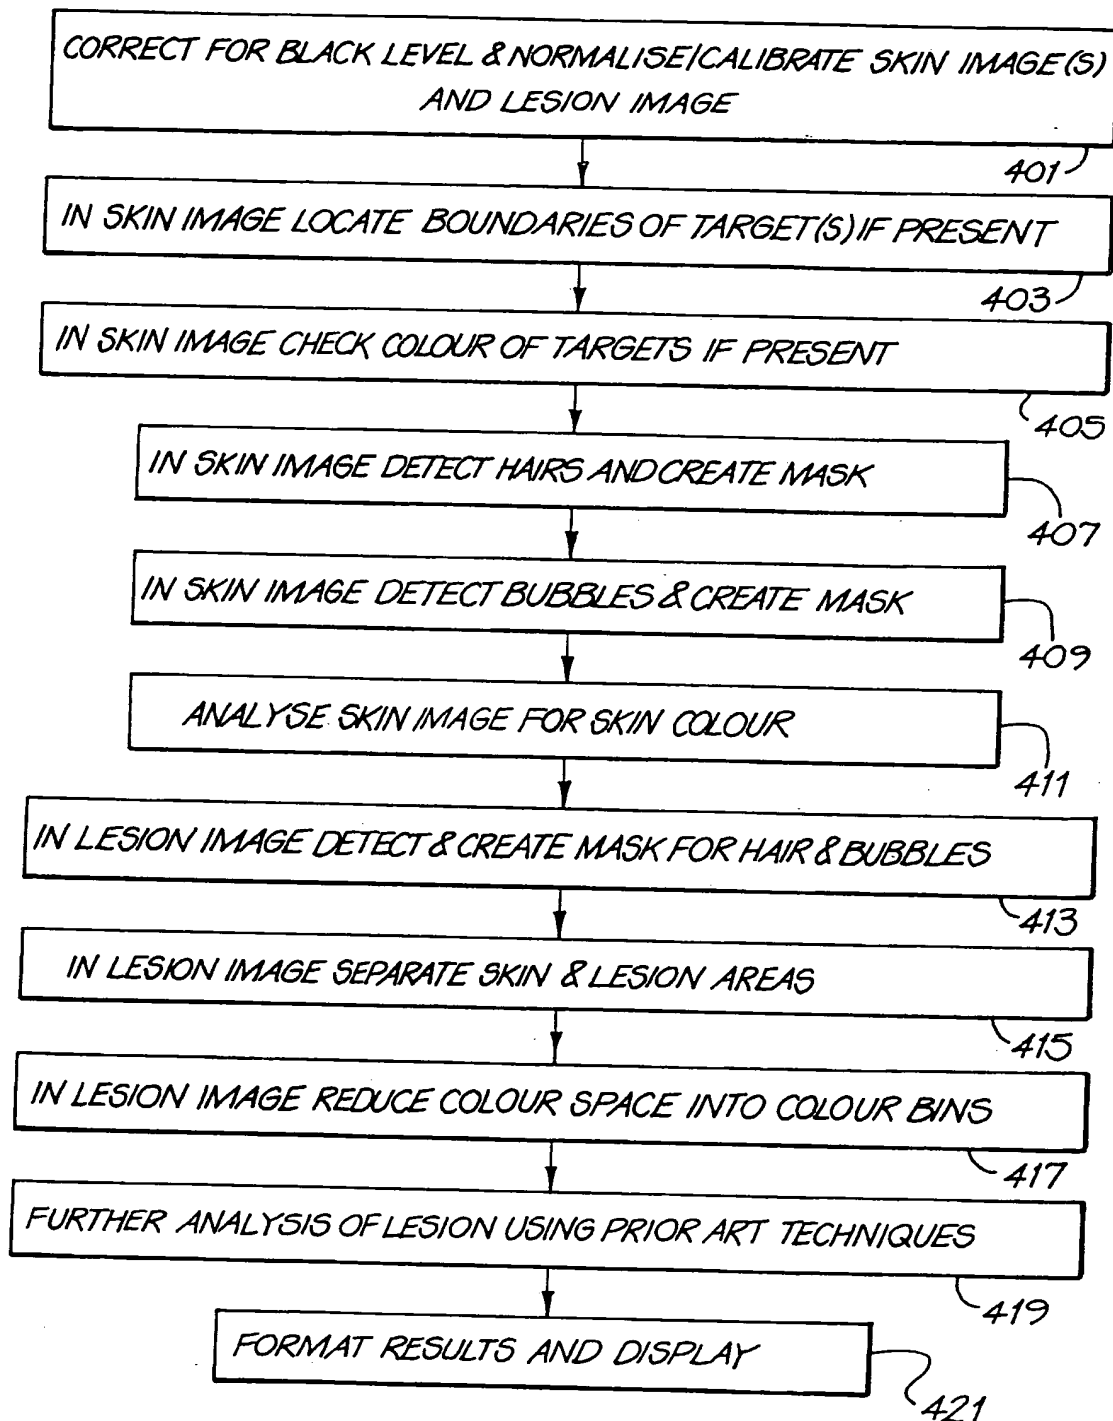 CORRECT FOR BLACK LEVEL & NORMALISE/CALIBRATE SKIN IMAGE(S)
AND LESION IMAGE
401
IN SKIN IMAGE LOCATE BOUNDARIES OF TARGET(S) IF PRESENT
403
IN SKIN IMAGE CHECK COLOUR OF TARGETS IF PRESENT
405
IN SKIN IMAGE DETECT HAIRS AND CREATE MASK
407
IN SKIN IMAGE DETECT BUBBLES & CREATE MASK
409
ANALYSE SKIN IMAGE FOR SKIN COLOUR
411
IN LESION IMAGE DETECT & CREATE MASK FOR HAIR & BUBBLES
413
IN LESION IMAGE SEPARATE SKIN & LESION AREAS
415
IN LESION IMAGE REDUCE COLOUR SPACE INTO COLOUR BINS
417
FURTHER ANALYSIS OF LESION USING PRIOR ART TECHNIQUES
419
FORMAT RESULTS AND DISPLAY
421